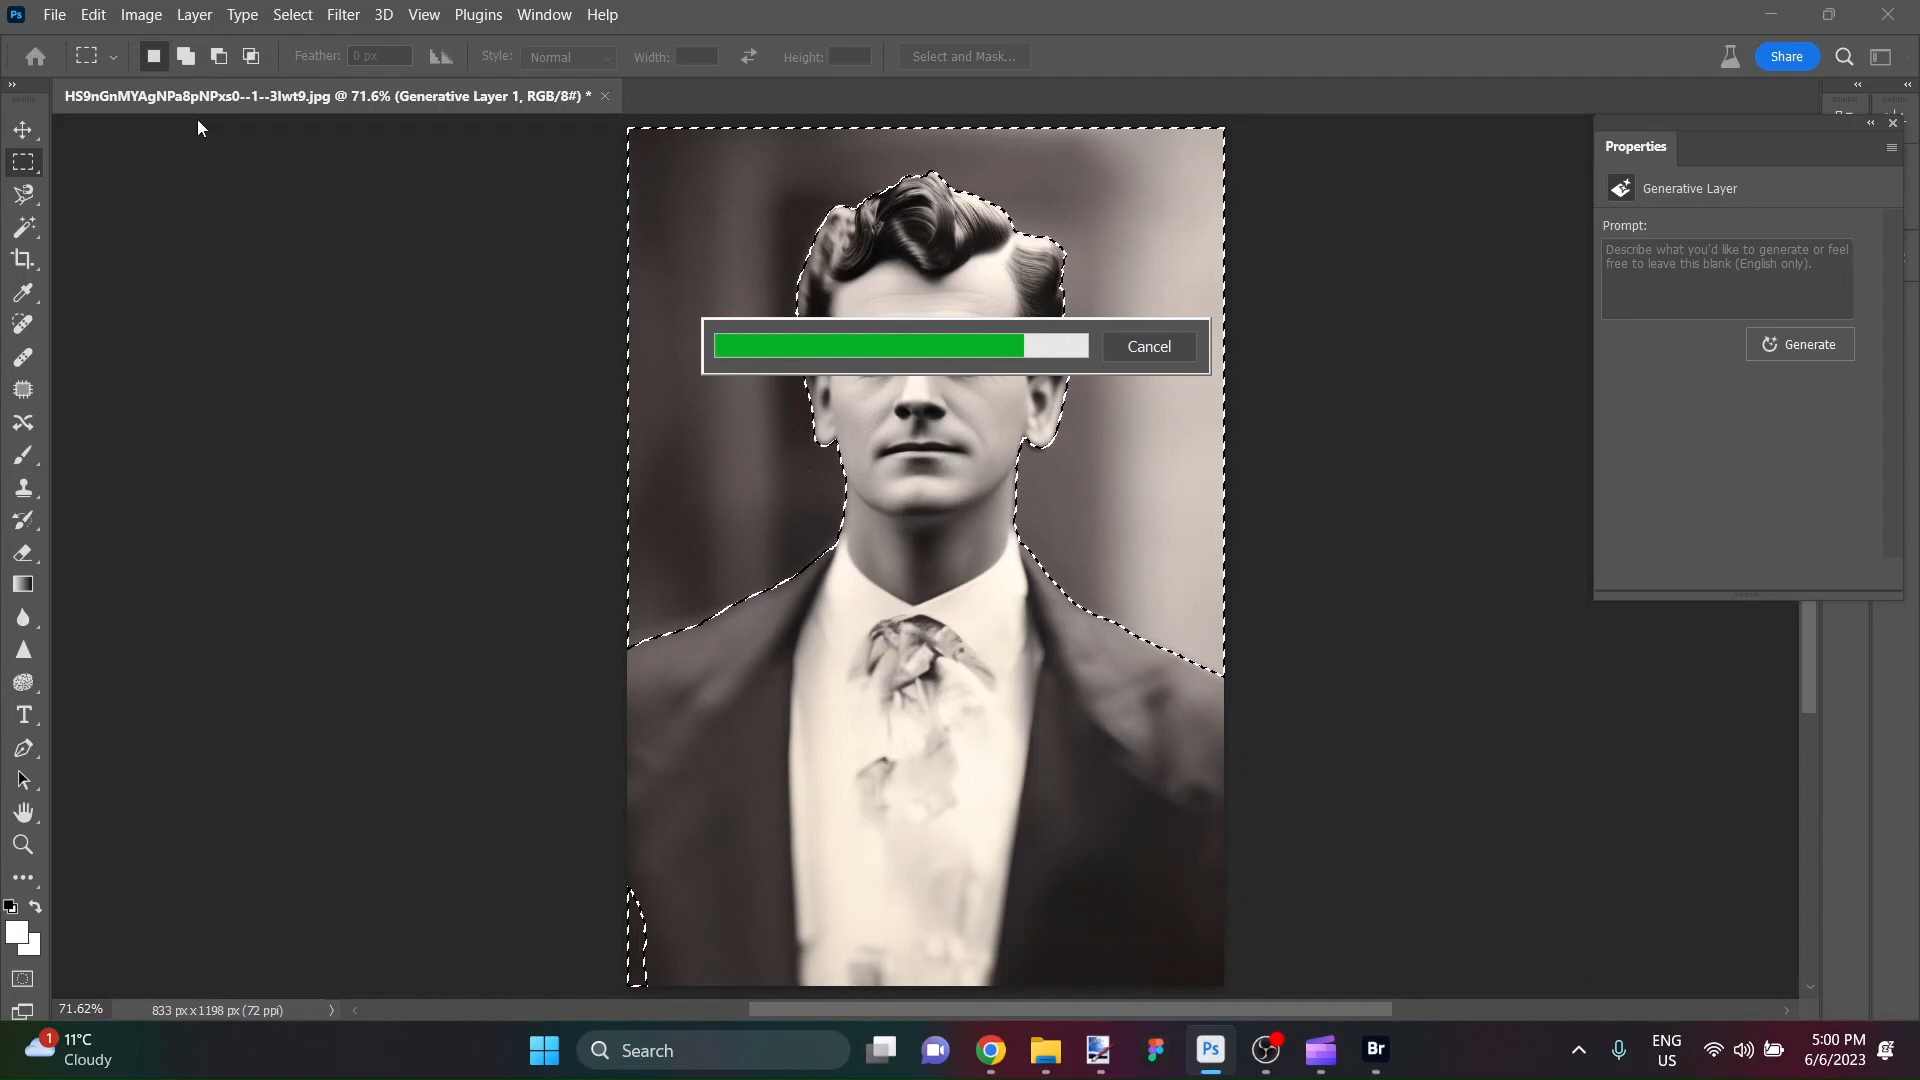 Ps File Edit Image Layer Type Select Filter 3D View Plugins Window Help
Feather: 0 px Style: Normal Width: Height: Select and Mask... Share
HS9nGnMYAgNPa8pNPxs0--1--3lwt9.jpg @ 71.6% (Generative Layer 1, RGB/8#) *
Properties
Generative Layer
Prompt:
Describe what you'd like to generate or feel
free to leave this blank (English only).
Generate
Cancel
T
71.62% 833 px x 1198 px (72 ppi)
1
11°C
Cloudy
Search
Ps
Br
ENG
US
5:00 PM
6/6/2023